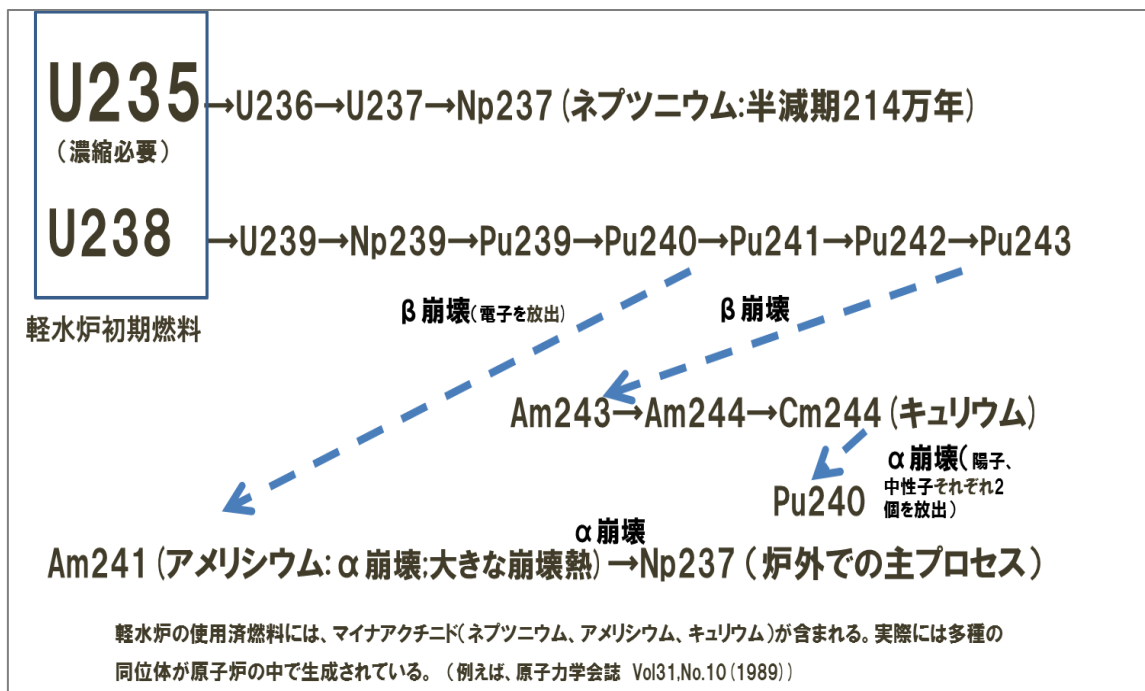 U235→U236→U237→Np237(ネプツニウム:半減期214万年)
(濃縮必要)
U238→U239→Np239→Pu239→Pu240→Pu241→Pu242→Pu243
軽水炉初期燃料
β崩壊(電子を放出)
β崩壊
Am243→Am244→Cm244(キュリウム)
α崩壊(陽子、
中性子それぞれ2
個を放出)
Pu240
α崩壊
Am241(アメリシウム:α崩壊;大きな崩壊熱)→Np237(炉外での主プロセス)
軽水炉の使用済燃料には、マイナアクチニド(ネプツニウム、アメリシウム、キュリウム)が含まれる。実際には多種の
同位体が原子炉の中で生成されている。(例えば、原子力学会誌 Vol31,No.10(1989))